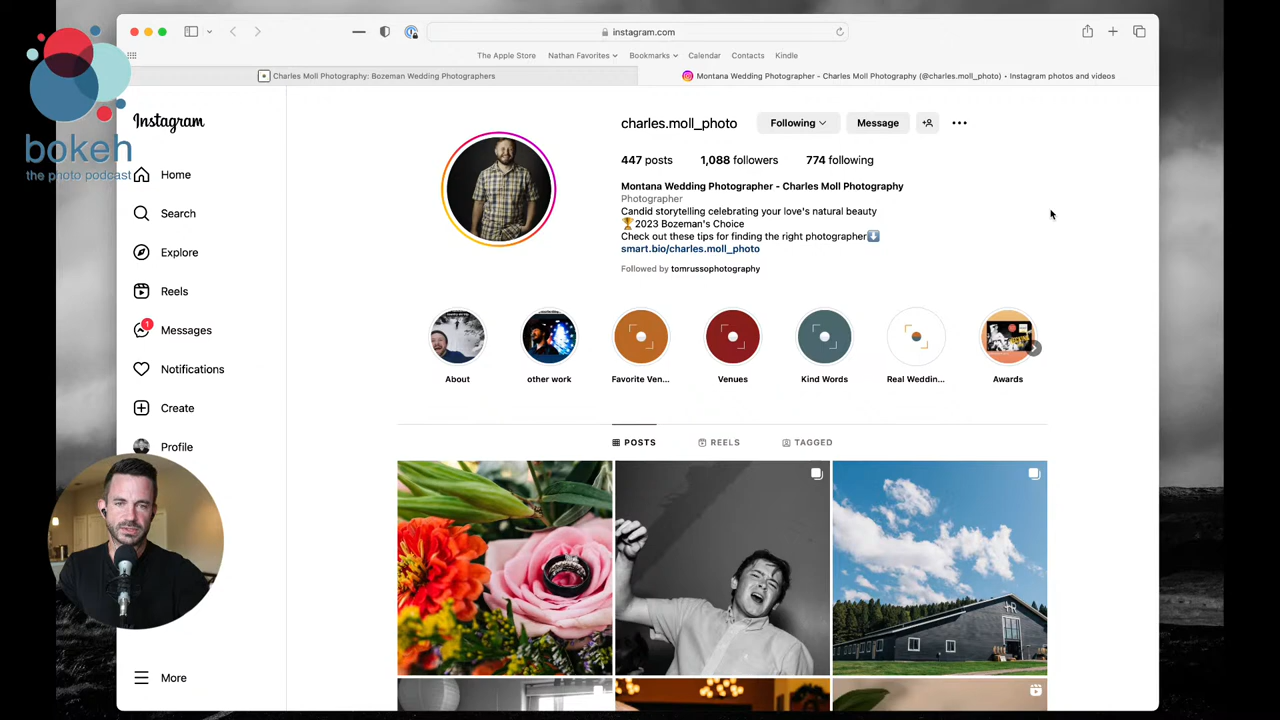 instagram.com
The Apple Store Nathan Favorites Bookmarks Calendar Contacts Kindle
Charles Moll Photography: Bozeman Wedding Photographers
Montana Wedding Photographer - Charles Moll Photography (@charles.moll_photo) • Instagram photos and videos
bokeh
the photo podcast
Instagram
Home
Search
Explore
Reels
1
Messages
Notifications
Create
Profile
More
charles.moll_photo Following Message
447 posts 1,088 followers 774 following
Montana Wedding Photographer - Charles Moll Photography
Photographer
Candid storytelling celebrating your love's natural beauty
🏆2023 Bozeman's Choice
Check out these tips for finding the right photographer⬇️
smart.bio/charles.moll_photo
Followed by tomrussophotography
About other work Favorite Ven... Venues Kind Words Real Weddin... Awards
POSTS REELS TAGGED